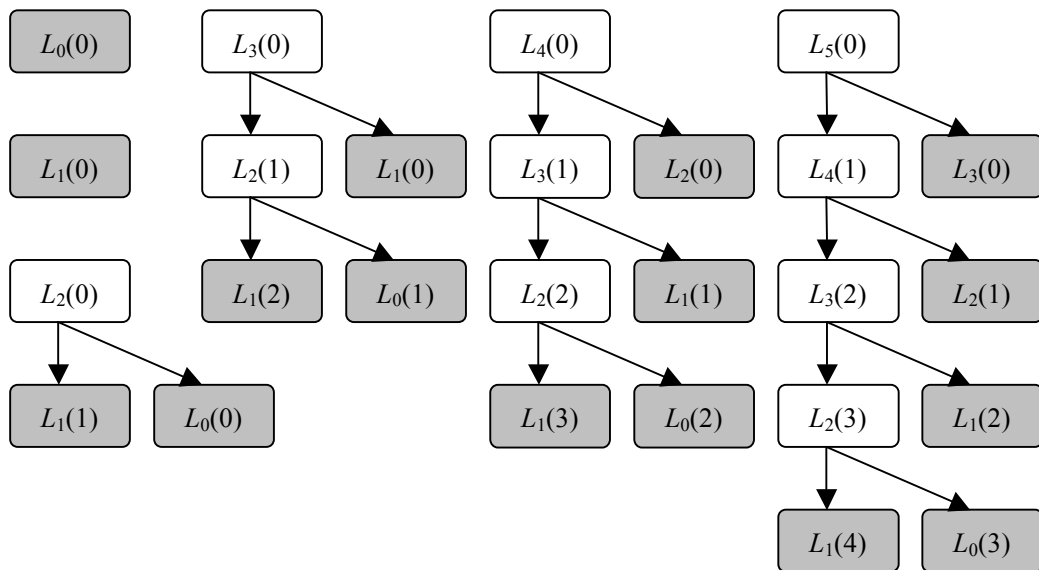 L₀(0) L₃(0) L₄(0) L₅(0)
L₁(0) L₂(1) L₁(0) L₃(1) L₂(0) L₄(1) L₃(0)
L₂(0) L₁(2) L₀(1) L₂(2) L₁(1) L₃(2) L₂(1)
L₁(1) L₀(0) L₁(3) L₀(2) L₂(3) L₁(2)
L₁(4) L₀(3)